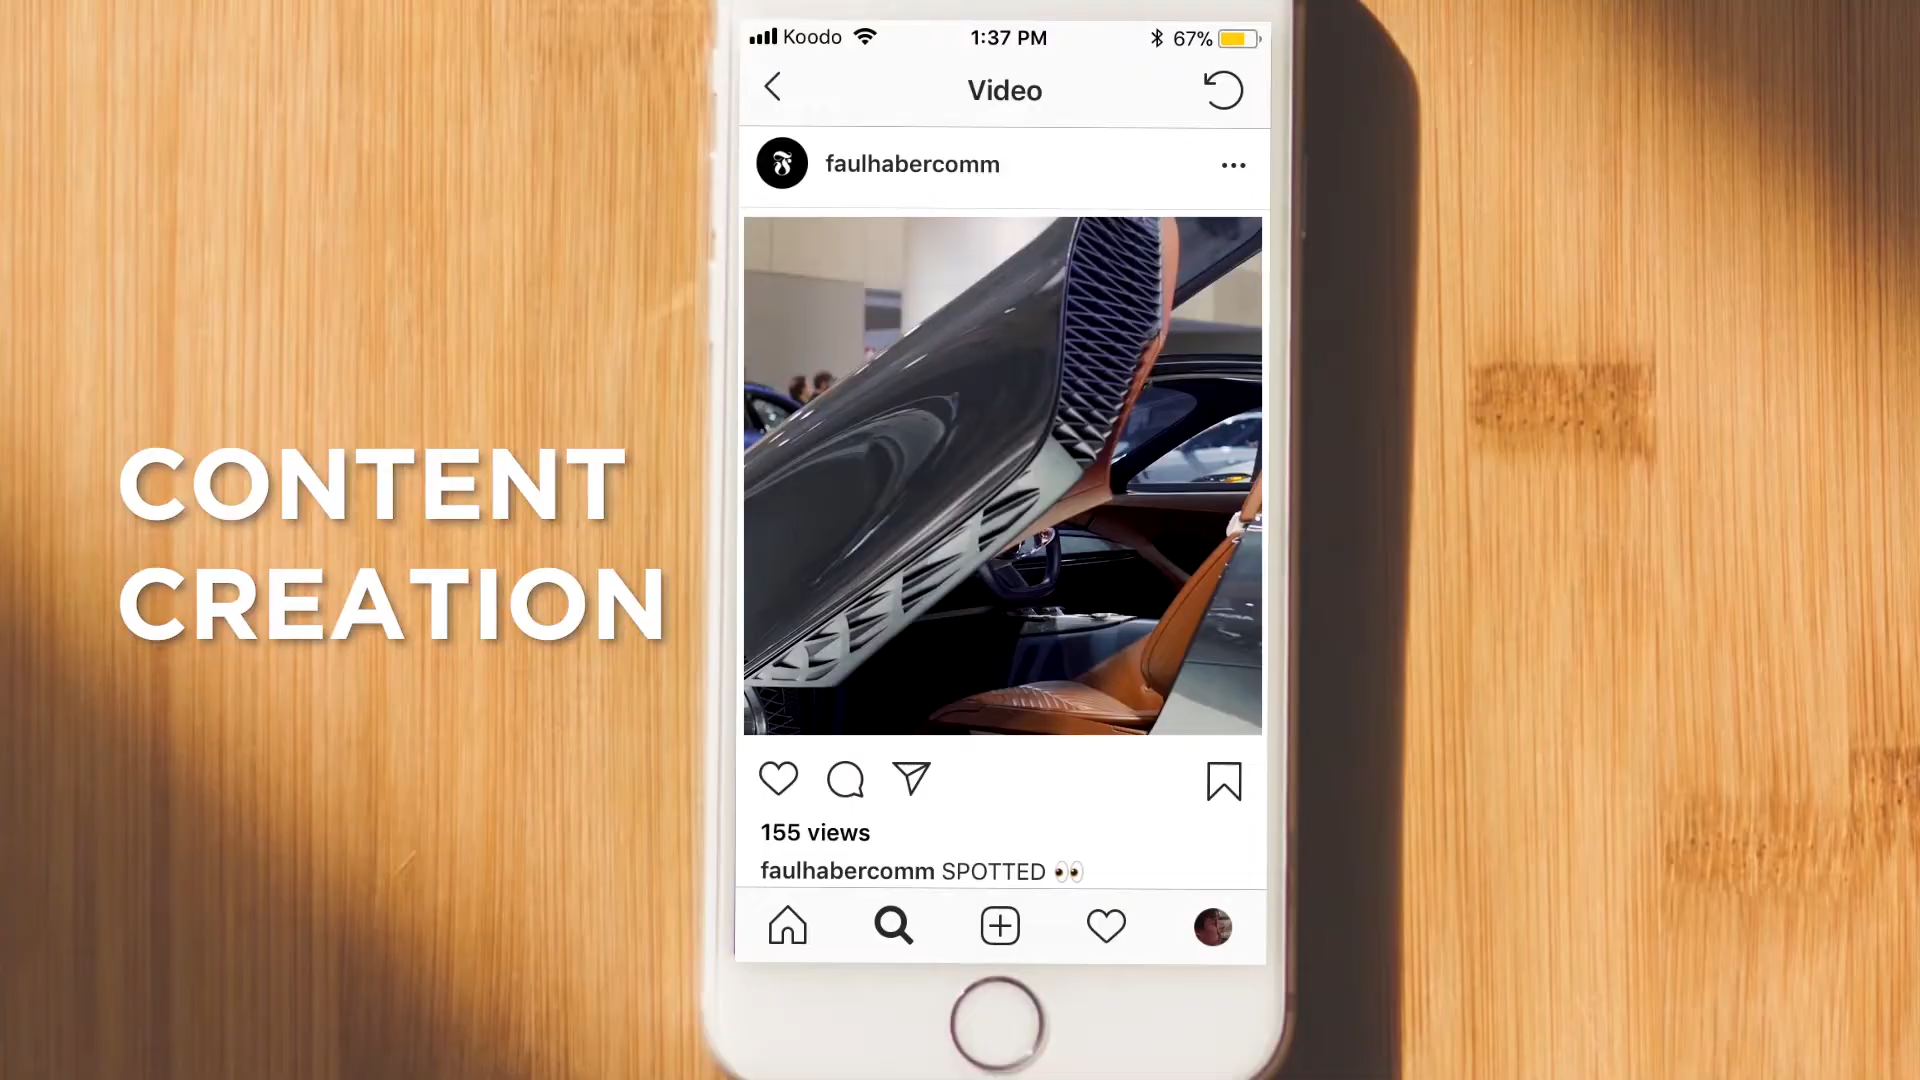 Koodo 1:37 PM 67%
Video
faulhabercomm
CONTENT
CREATION
155 views
faulhabercomm SPOTTED 👀